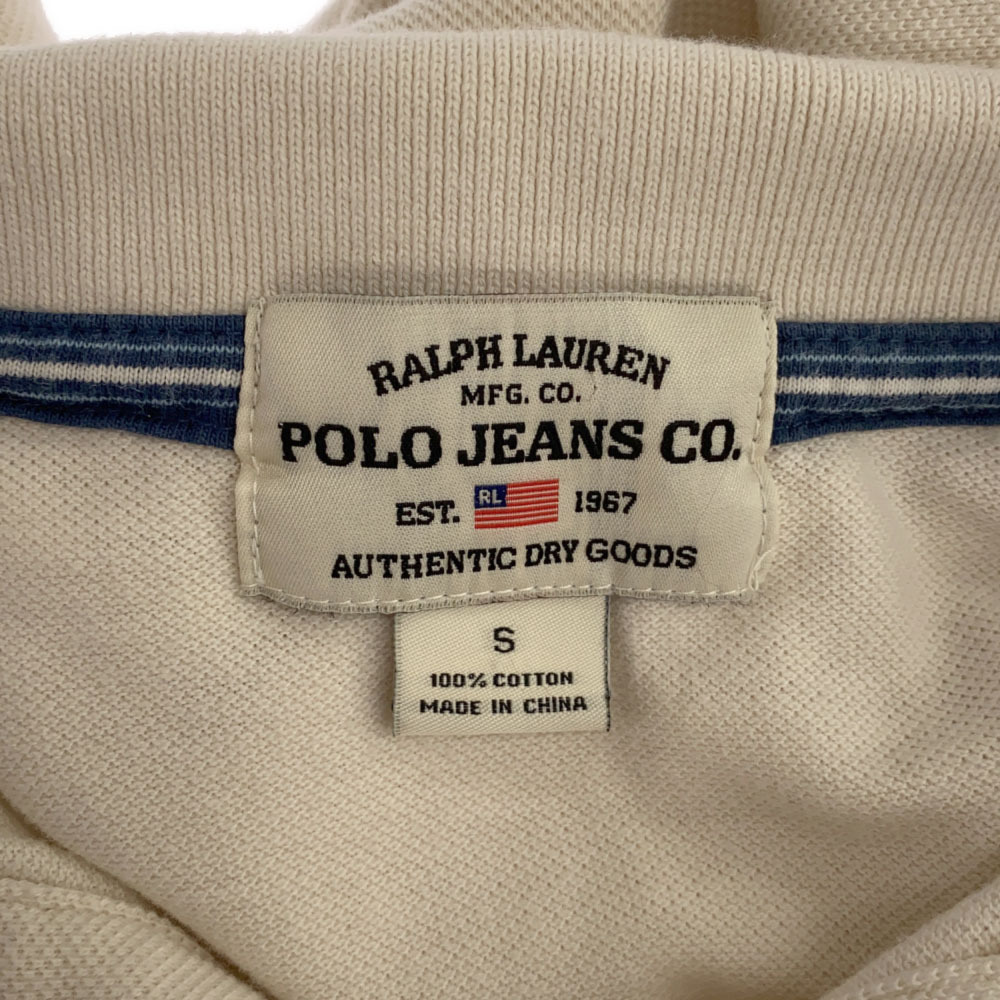 RALPH LAUREN
MFG. CO.
POLO JEANS CO.
EST. RL 1967
AUTHENTIC DRY GOODS
S
100% COTTON
MADE IN CHINA